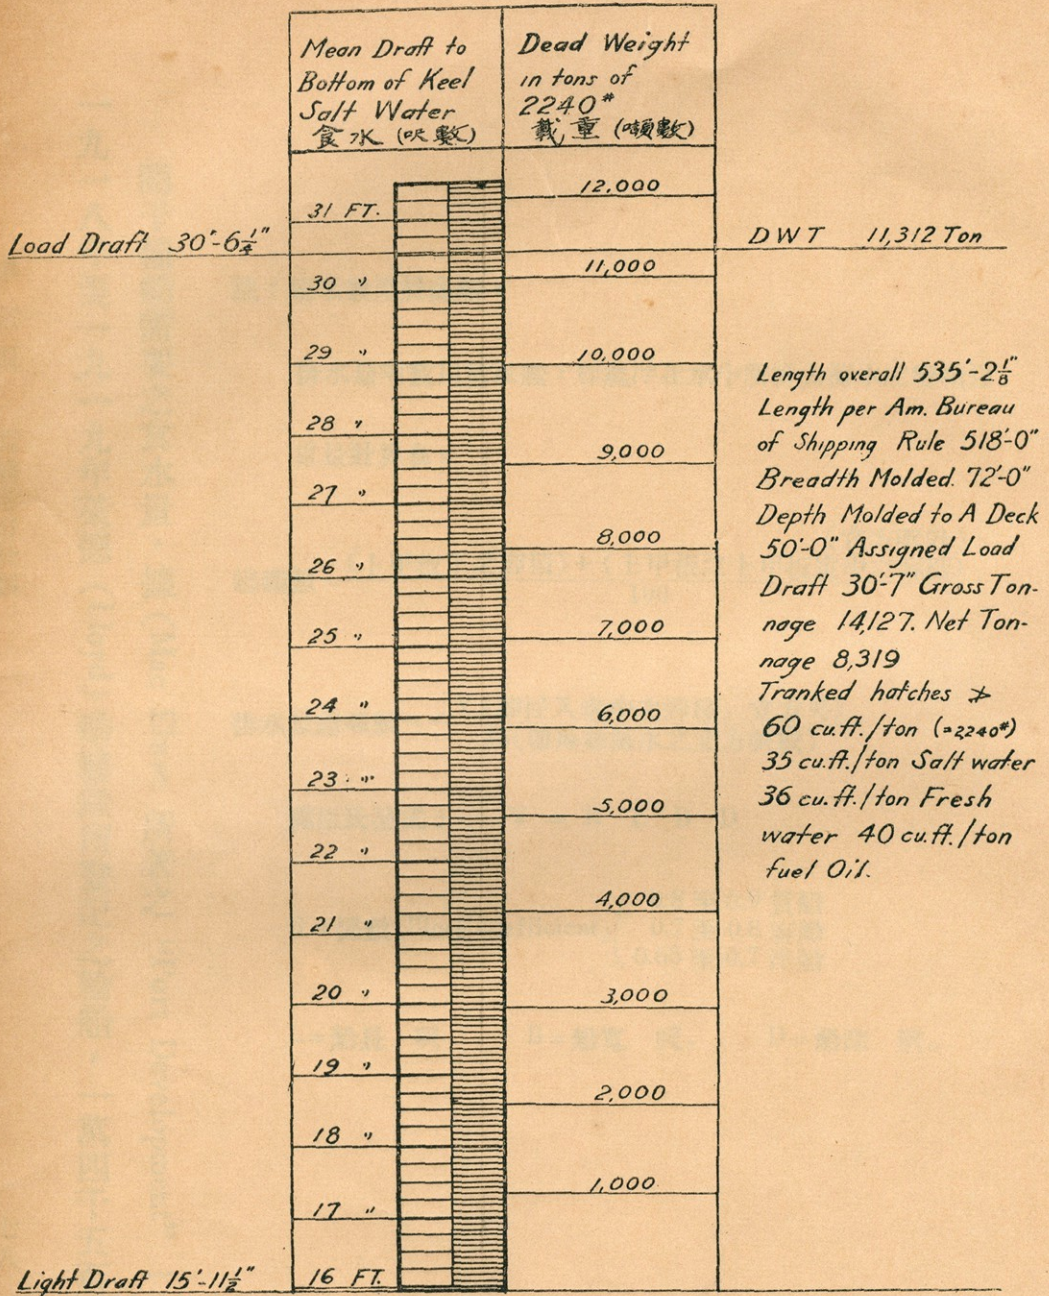 Mean Draft to
Bottom of Keel
Salt Water
食水 (呎數)
Dead Weight
in tons of
2240#
載重 (噸數)
12,000
31 FT.
Load Draft 30'-6¼"
DWT 11,312 Ton
11,000
30 "
29 "
10,000
28 "
9,000
27 "
8,000
26 "
25 "
7,000
24 "
6,000
23 "
5,000
22 "
4,000
21 "
20 "
3,000
19 "
2,000
18 "
1,000
17 "
Light Draft 15'-11½"
16 FT.
Length overall 535'-2⅛"
Length per Am. Bureau
of Shipping Rule 518'-0"
Breadth Molded. 72'-0"
Depth Molded to A Deck
50'-0" Assigned Load
Draft 30'-7" Gross Ton-
nage 14,127. Net Ton-
nage 8,319
Tranked hatches
60 cu.ft./ton (=2240#)
35 cu.ft./ton Salt water
36 cu.ft./ton Fresh
water 40 cu.ft./ton
fuel Oil.